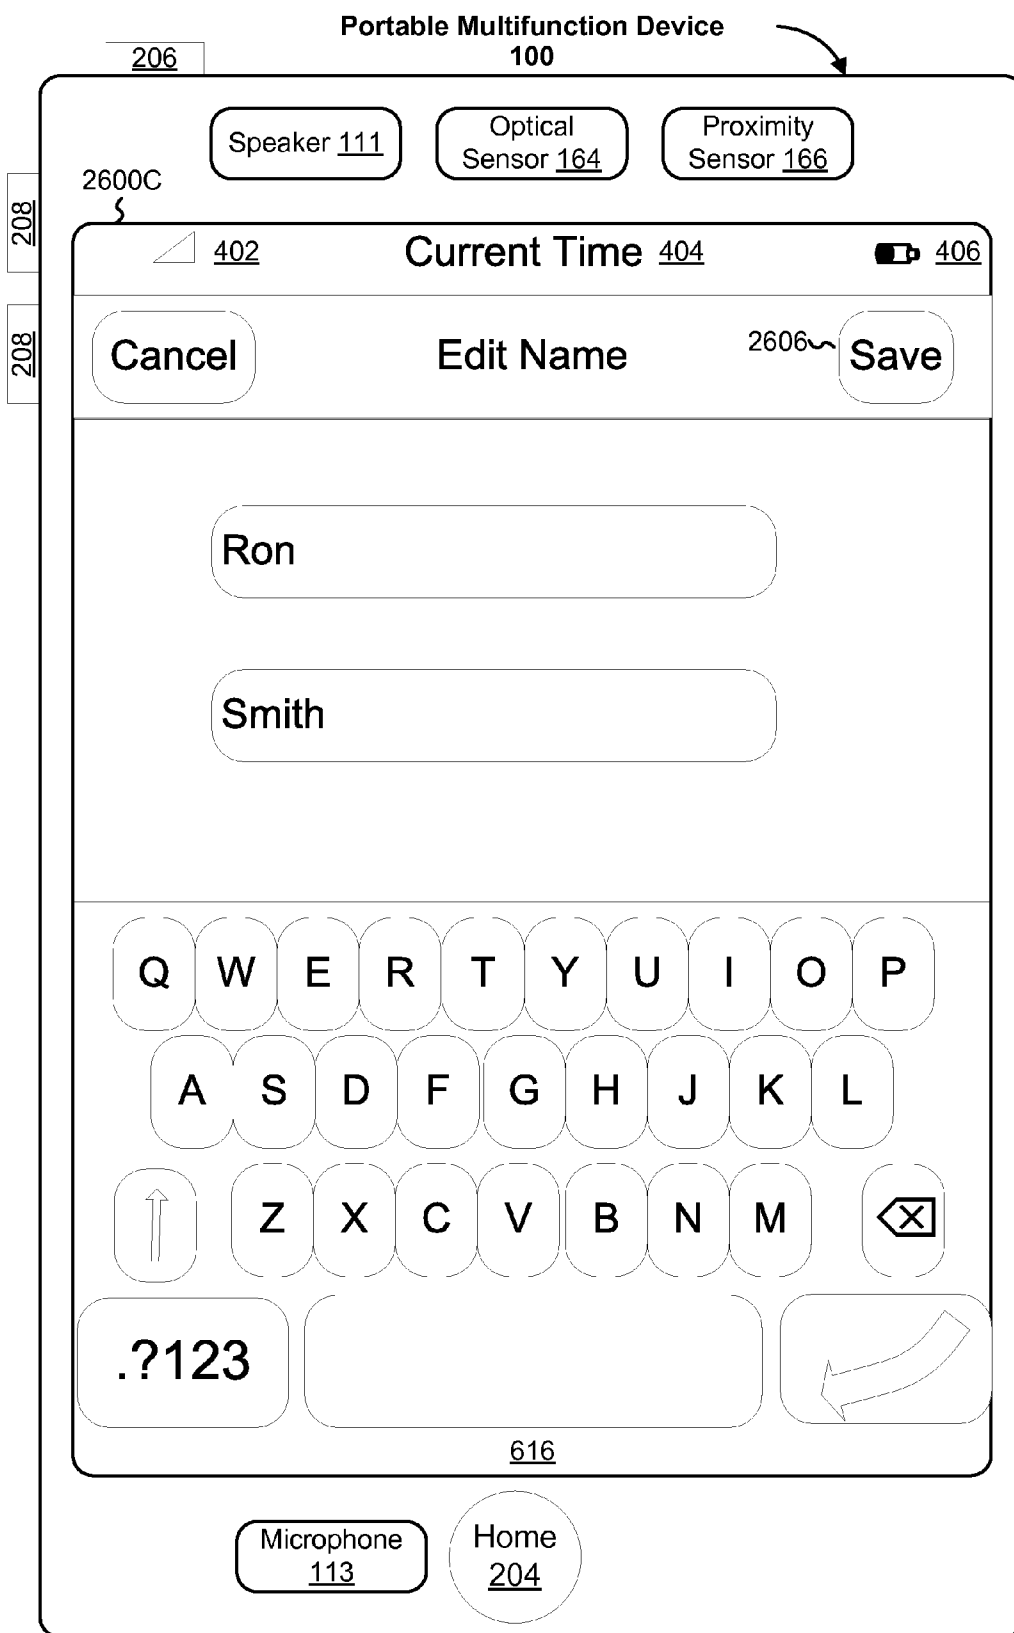 Portable Multifunction Device
100
206
Speaker 111
Optical
Sensor 164
Proximity
Sensor 166
2600C
208
402
Current Time 404
406
208
Cancel
Edit Name
2606
Save
Ron
Smith
Q W E R T Y U I O P
A S D F G H J K L
Z X C V B N M
.?123
616
Microphone
113
Home
204